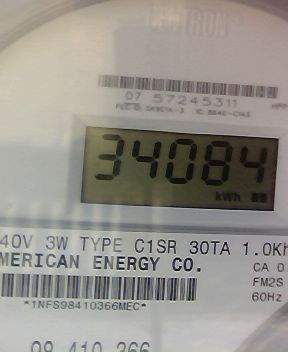 07 57245311
34084
kWh
40V 3W TYPE C1SR 30TA 1.0Kh
MERICAN ENERGY CO.
CA 0.
FM2S
60Hz
*1NFS98410366MEC*
98 410 366